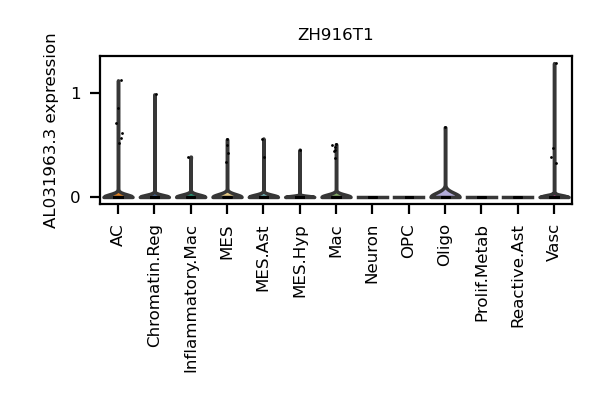 ZH916T1
AL031963.3 expression
1
0
AC
Chromatin.Reg
Inflammatory.Mac
MES
MES.Ast
MES.Hyp
Mac
Neuron
OPC
Oligo
Prolif.Metab
Reactive.Ast
Vasc